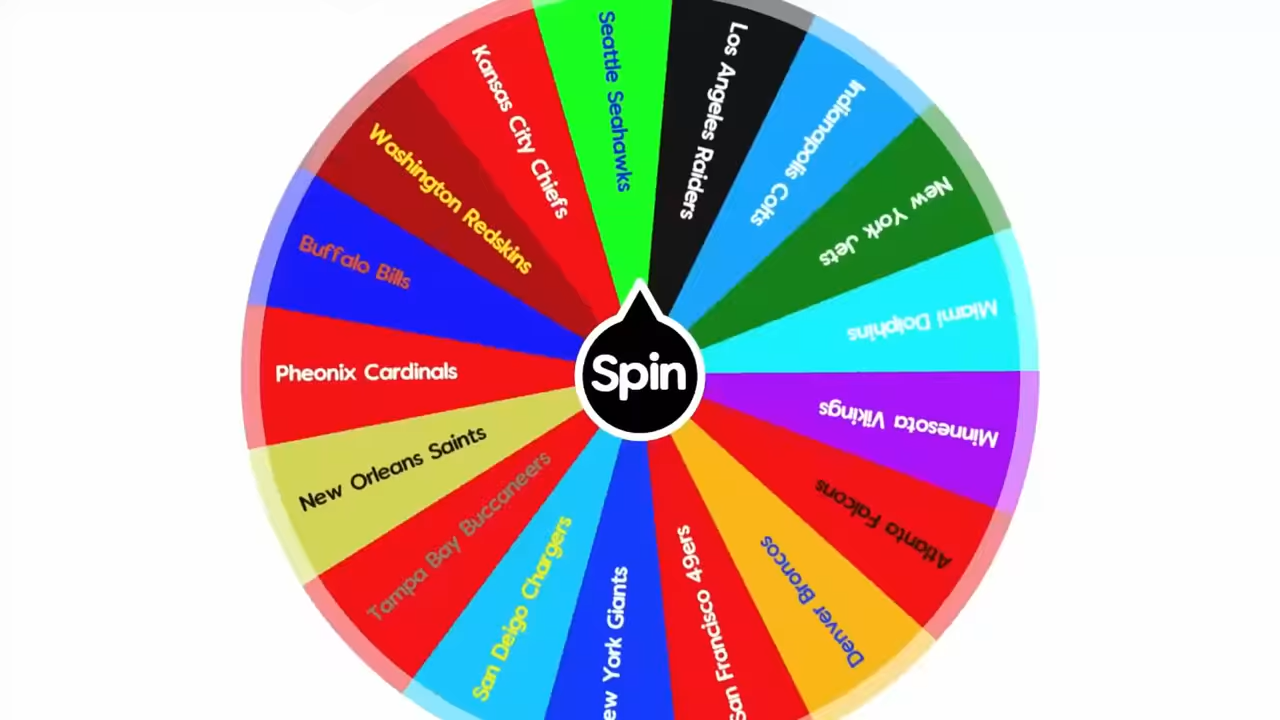 Seattle Seahawks
Los Angeles Raiders
Indianapolis Colts
New York Jets
Miami Dolphins
Minnesota Vikings
Atlanta Falcons
Denver Broncos
San Francisco 49ers
ew York Giants
San Deigo Chargers
Tampa Bay Buccaneers
New Orleans Saints
Pheonix Cardinals
Buffalo Bills
Washington Redskins
Kansas City Chiefs
Spin